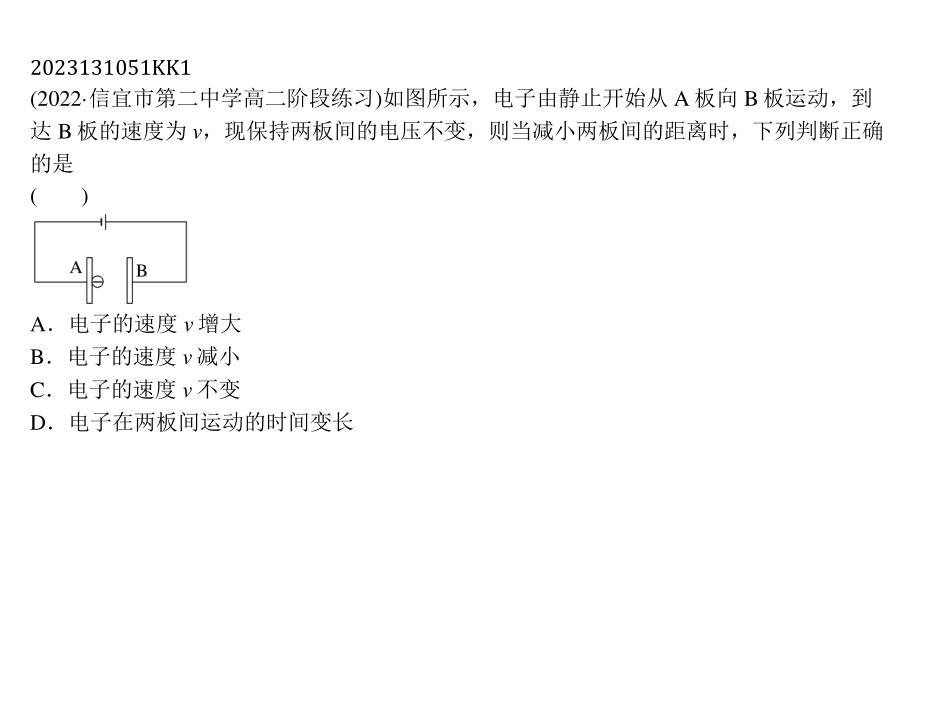 2023131051KK1
(2022·信宜市第二中学高二阶段练习)如图所示，电子由静止开始从 A 板向 B 板运动，到
达 B 板的速度为 v，现保持两板间的电压不变，则当减小两板间的距离时，下列判断正确
的是
(　　)
A
B
A．电子的速度 v 增大
B．电子的速度 v 减小
C．电子的速度 v 不变
D．电子在两板间运动的时间变长